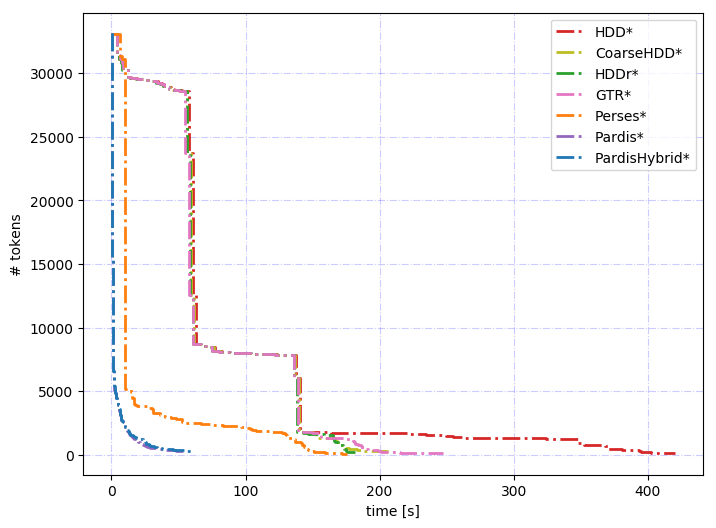 HDD*
CoarseHDD*
HDDr*
GTR*
Perses*
Pardis*
PardisHybrid*
# tokens
30000
25000
20000
15000
10000
5000
0
0 100 200 300 400
time [s]